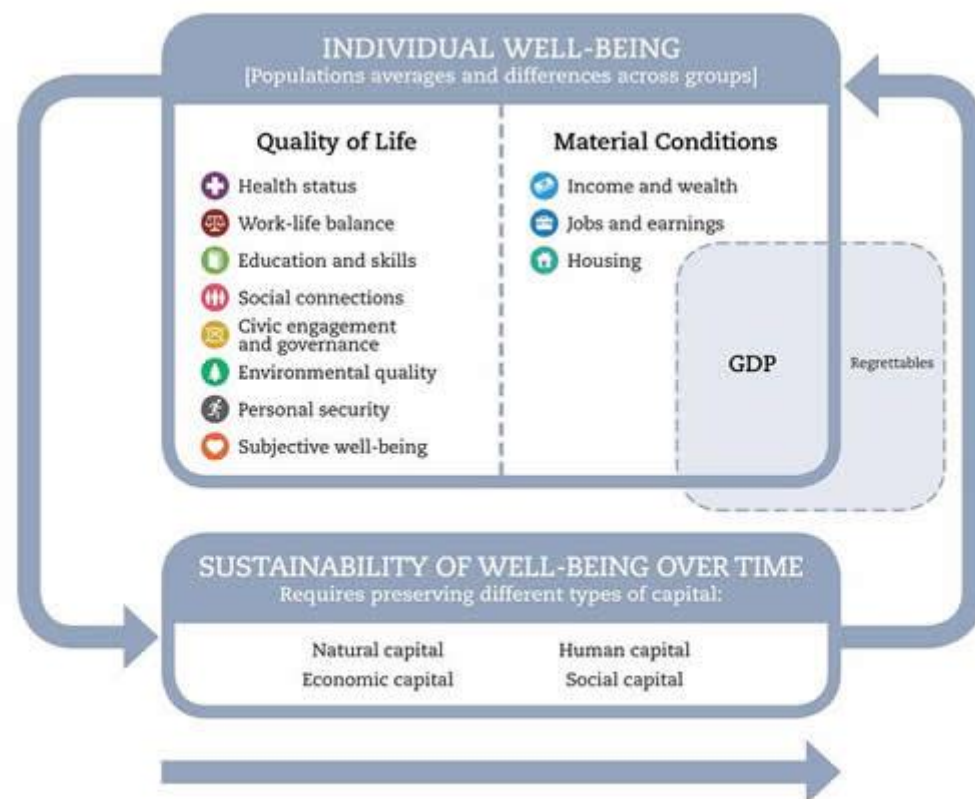 INDIVIDUAL WELL-BEING
[Populations averages and differences across groups]
Quality of Life
Health status
Work-life balance
Education and skills
Social connections
Civic engagement
and governance
Environmental quality
Personal security
Subjective well-being
Material Conditions
Income and wealth
Jobs and earnings
Housing
GDP
Regrettables
SUSTAINABILITY OF WELL-BEING OVER TIME
Requires preserving different types of capital:
Natural capital
Human capital
Economic capital
Social capital